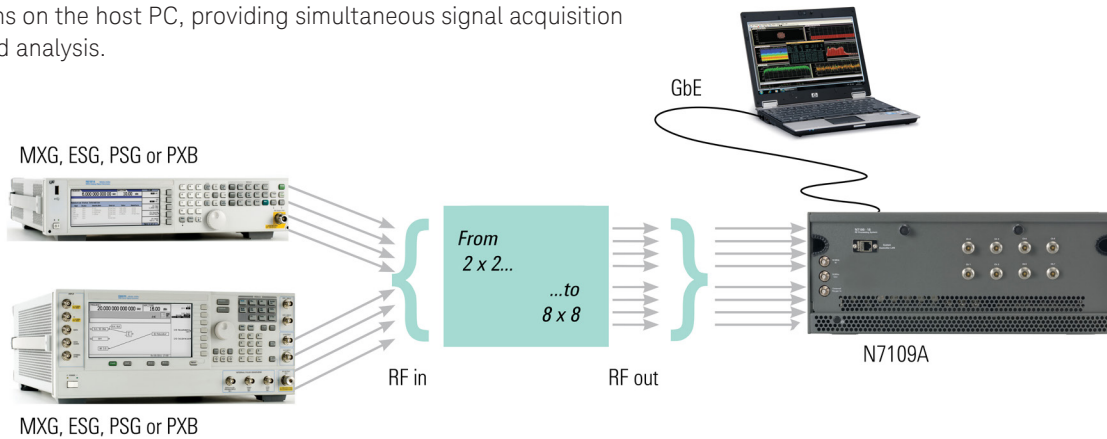 ns on the host PC, providing simultaneous signal acquisition
d analysis.
GbE
MXG, ESG, PSG or PXB
From
2 x 2...
...to
8 x 8
RF in
RF out
N7109A
MXG, ESG, PSG or PXB